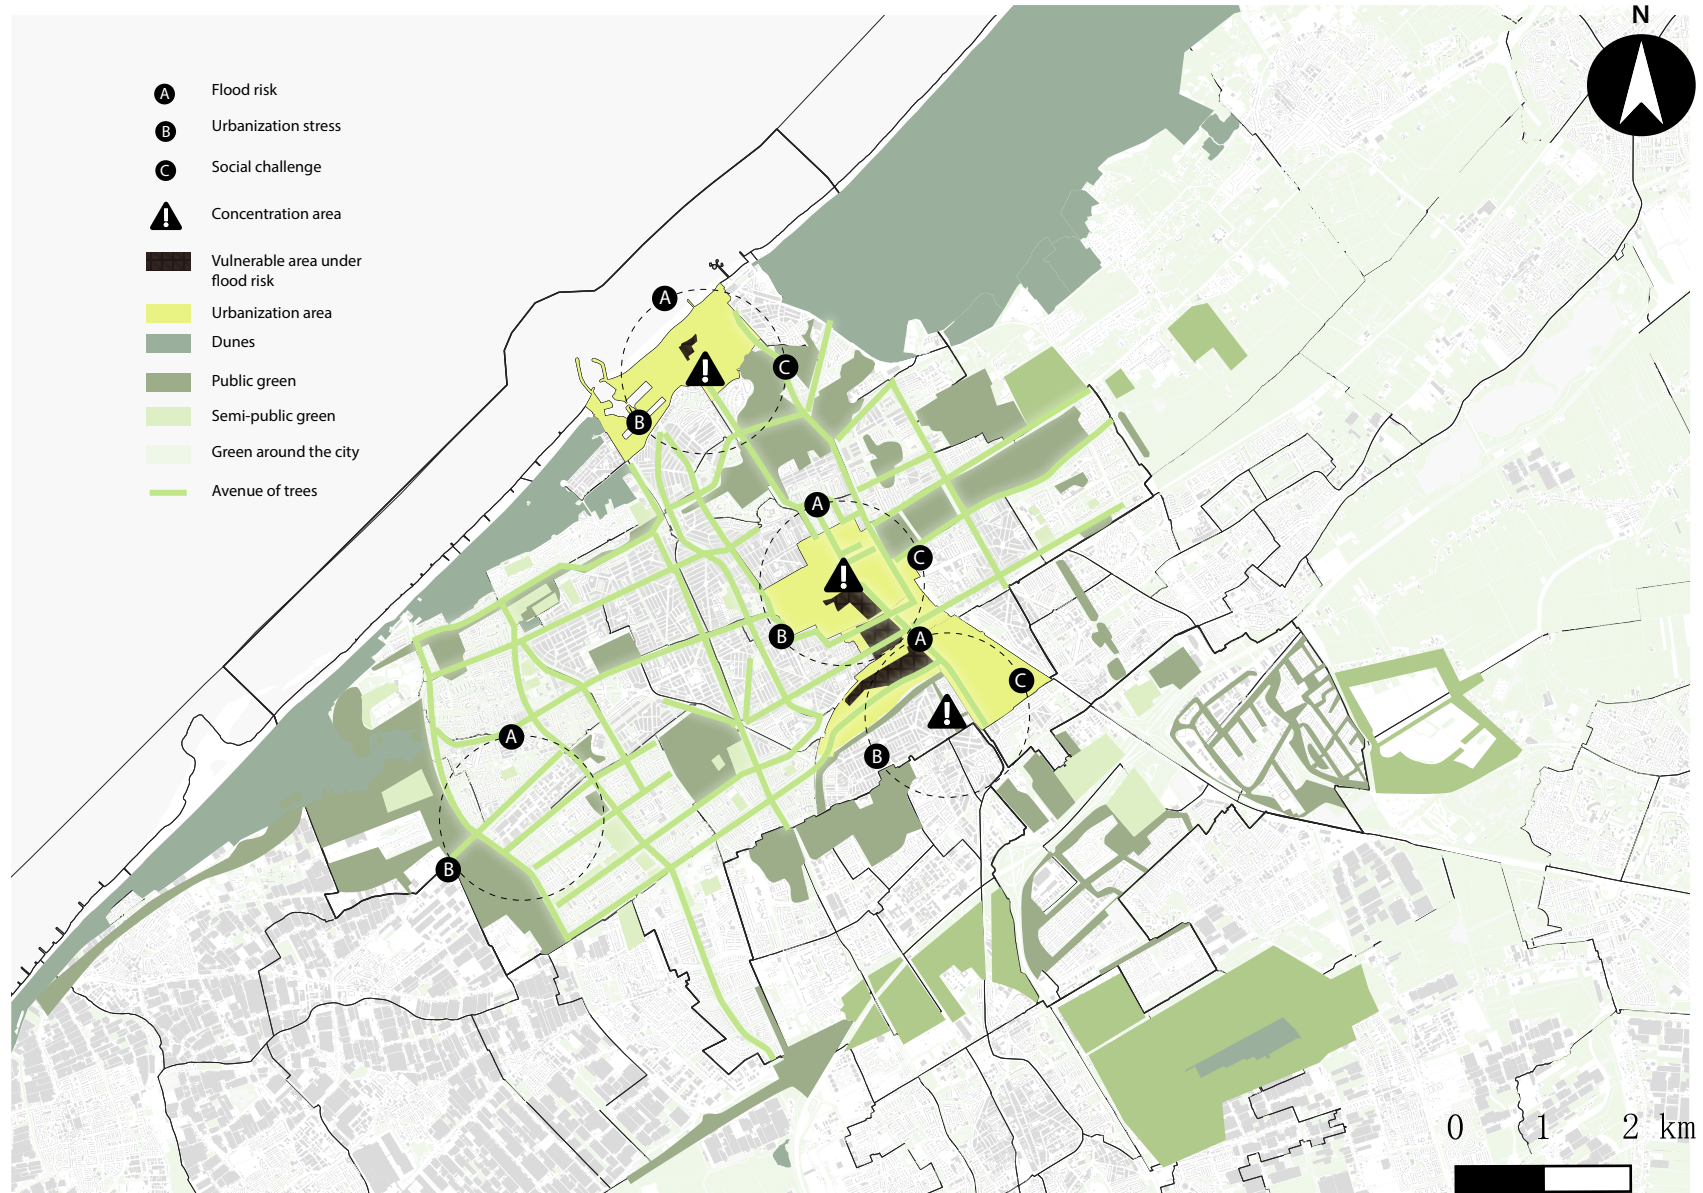 N
A Flood risk
B Urbanization stress
C Social challenge
! Concentration area
Vulnerable area under
flood risk
Urbanization area
Dunes
Public green
Semi-public green
Green around the city
Avenue of trees
A
C
!
B
A
C
!
B
A
C
!
B
A
B
0 1 2 km